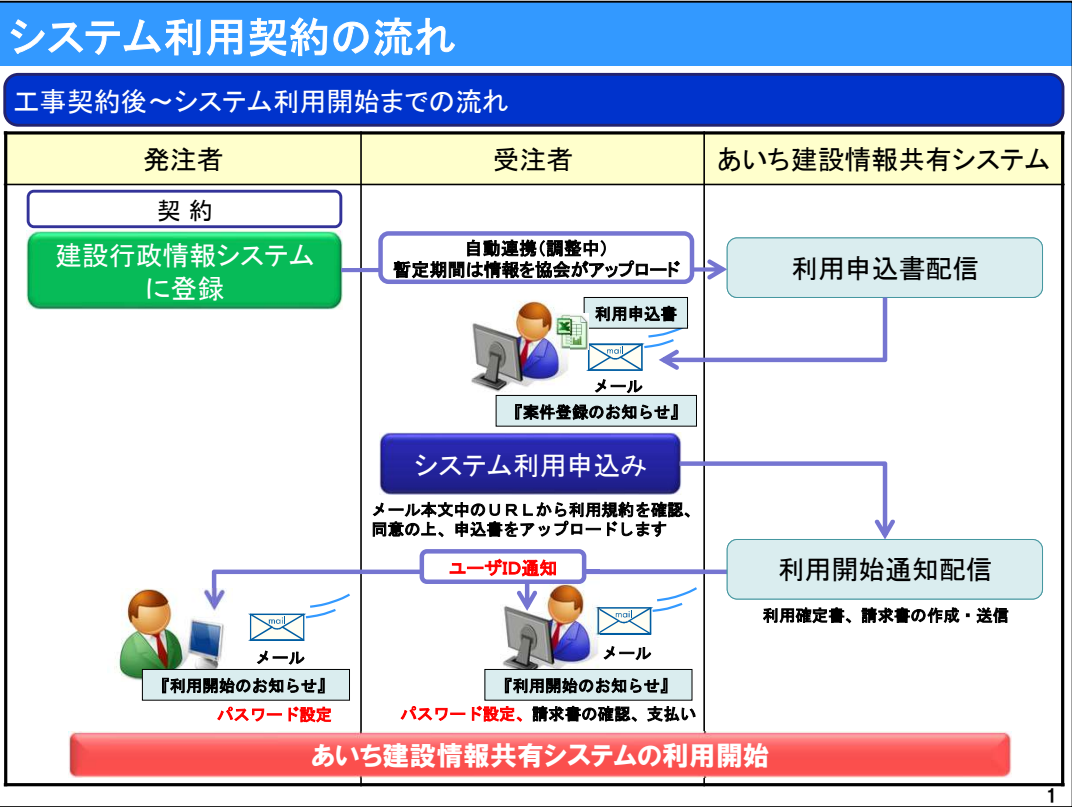 システム利用契約の流れ
工事契約後～システム利用開始までの流れ
発注者
受注者
あいち建設情報共有システム
契 約
建設行政情報システム
に登録
自動連携(調整中)
暫定期間は情報を協会がアップロード
利用申込書配信
利用申込書
mail
メール
『案件登録のお知らせ』
システム利用申込み
メール本文中のＵＲＬから利用規約を確認、
同意の上、申込書をアップロードします
ユーザID通知
利用開始通知配信
利用確定書、請求書の作成・送信
mail
メール
『利用開始のお知らせ』
パスワード設定
mail
メール
『利用開始のお知らせ』
パスワード設定、請求書の確認、支払い
あいち建設情報共有システムの利用開始
1